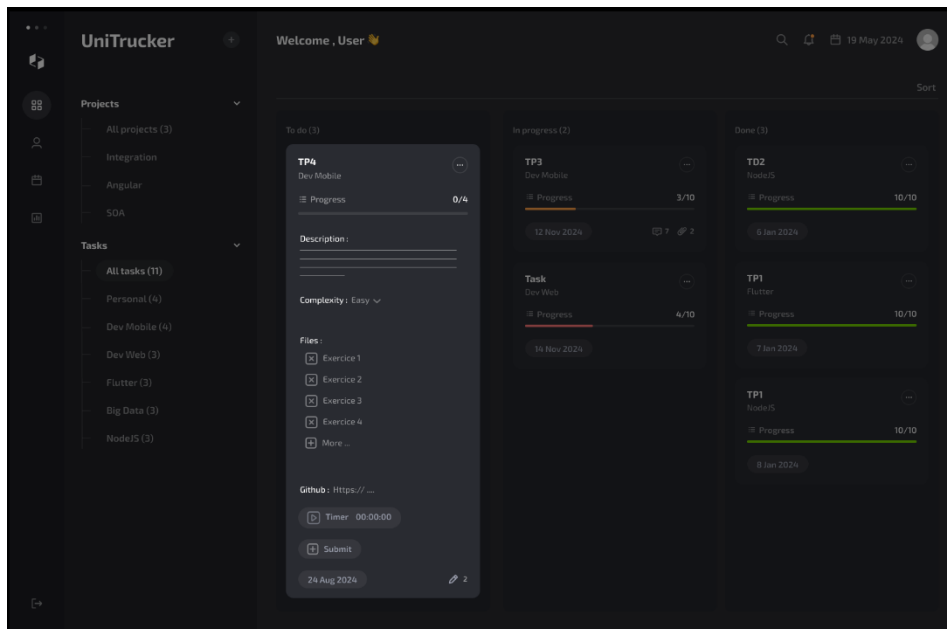 UniTrucker
Welcome , User
19 May 2024
Sort
Projects
All projects (3)
Integration
Angular
SOA
Tasks
All tasks (11)
Personal (4)
Dev Mobile (4)
Dev Web (3)
Flutter (3)
Big Data (3)
NodeJS (3)
To do (3)
TP4
Dev Mobile
Progress 0/4
Description :
Complexity : Easy
Files :
Exercice 1
Exercice 2
Exercice 3
Exercice 4
More ...
Github : Https:// ....
Timer 00:00:00
Submit
24 Aug 2024 2
In progress (2)
TP3
Dev Mobile
Progress 3/10
12 Nov 2024 7 2
Task
Dev Web
Progress 4/10
14 Nov 2024
Done (3)
TD2
NodeJS
Progress 10/10
6 Jan 2024
TP1
Flutter
Progress 10/10
7 Jan 2024
TP1
NodeJS
Progress 10/10
8 Jan 2024